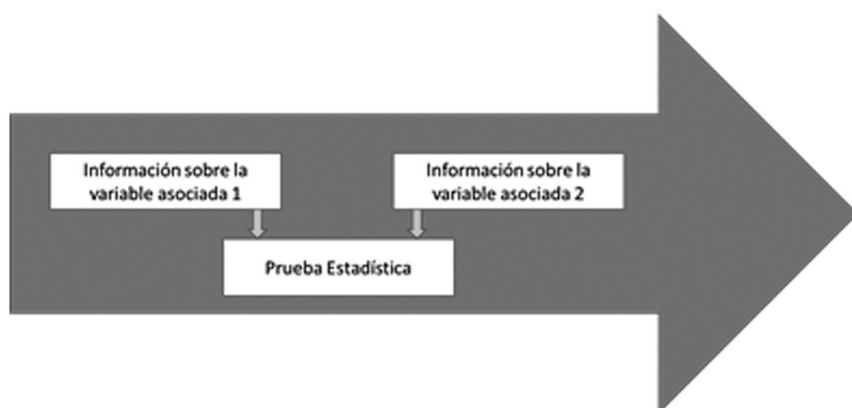 Información sobre la
variable asociada 1
Información sobre la
variable asociada 2
Prueba Estadística